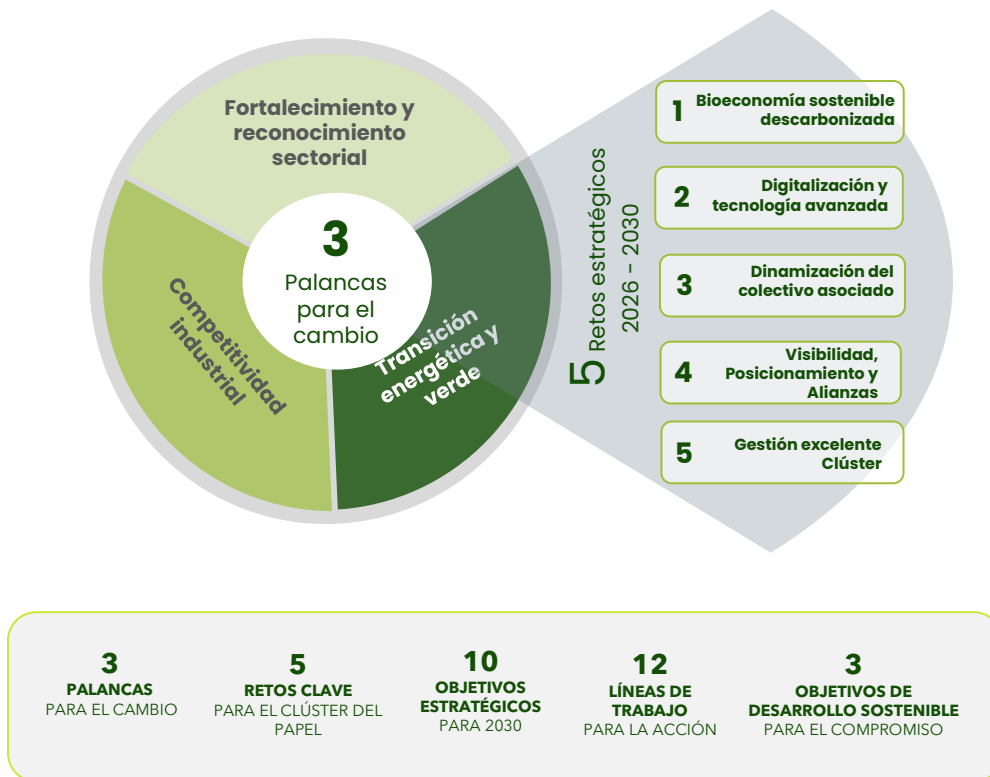 Fortalecimiento y
reconocimiento
sectorial
Competitividad
industrial
Transición
energética y
verde
3
Palancas
para el
cambio
5 Retos estratégicos
2026 - 2030
1
Bioeconomía sostenible
descarbonizada
2
Digitalización y
tecnología avanzada
3
Dinamización del
colectivo asociado
4
Visibilidad,
Posicionamiento y
Alianzas
5
Gestión excelente
Clúster
3
PALANCAS
PARA EL CAMBIO
5
RETOS CLAVE
PARA EL CLÚSTER DEL
PAPEL
10
OBJETIVOS
ESTRATÉGICOS
PARA 2030
12
LÍNEAS DE
TRABAJO
PARA LA ACCIÓN
3
OBJETIVOS DE
DESARROLLO SOSTENIBLE
PARA EL COMPROMISO